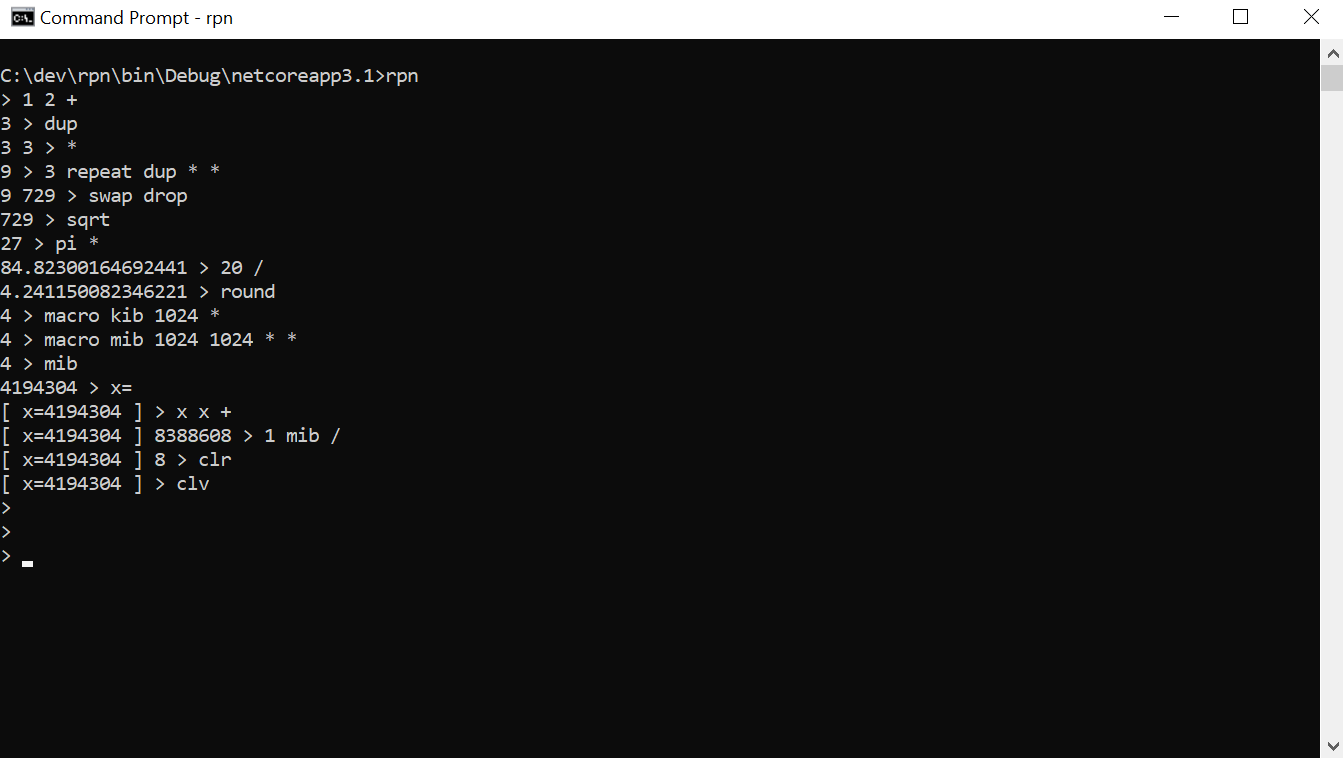 Command Prompt - rpn
C:\dev\rpn\bin\Debug\netcoreapp3.1>rpn
> 1 2 +
3 > dup
3 3 > *
9 > 3 repeat dup * *
9 729 > swap drop
729 > sqrt
27 > pi *
84.82300164692441 > 20 /
4.241150082346221 > round
4 > macro kib 1024 *
4 > macro mib 1024 1024 * *
4 > mib
4194304 > x=
[ x=4194304 ] > x x +
[ x=4194304 ] 8388608 > 1 mib /
[ x=4194304 ] 8 > clr
[ x=4194304 ] > clv
>
>
>